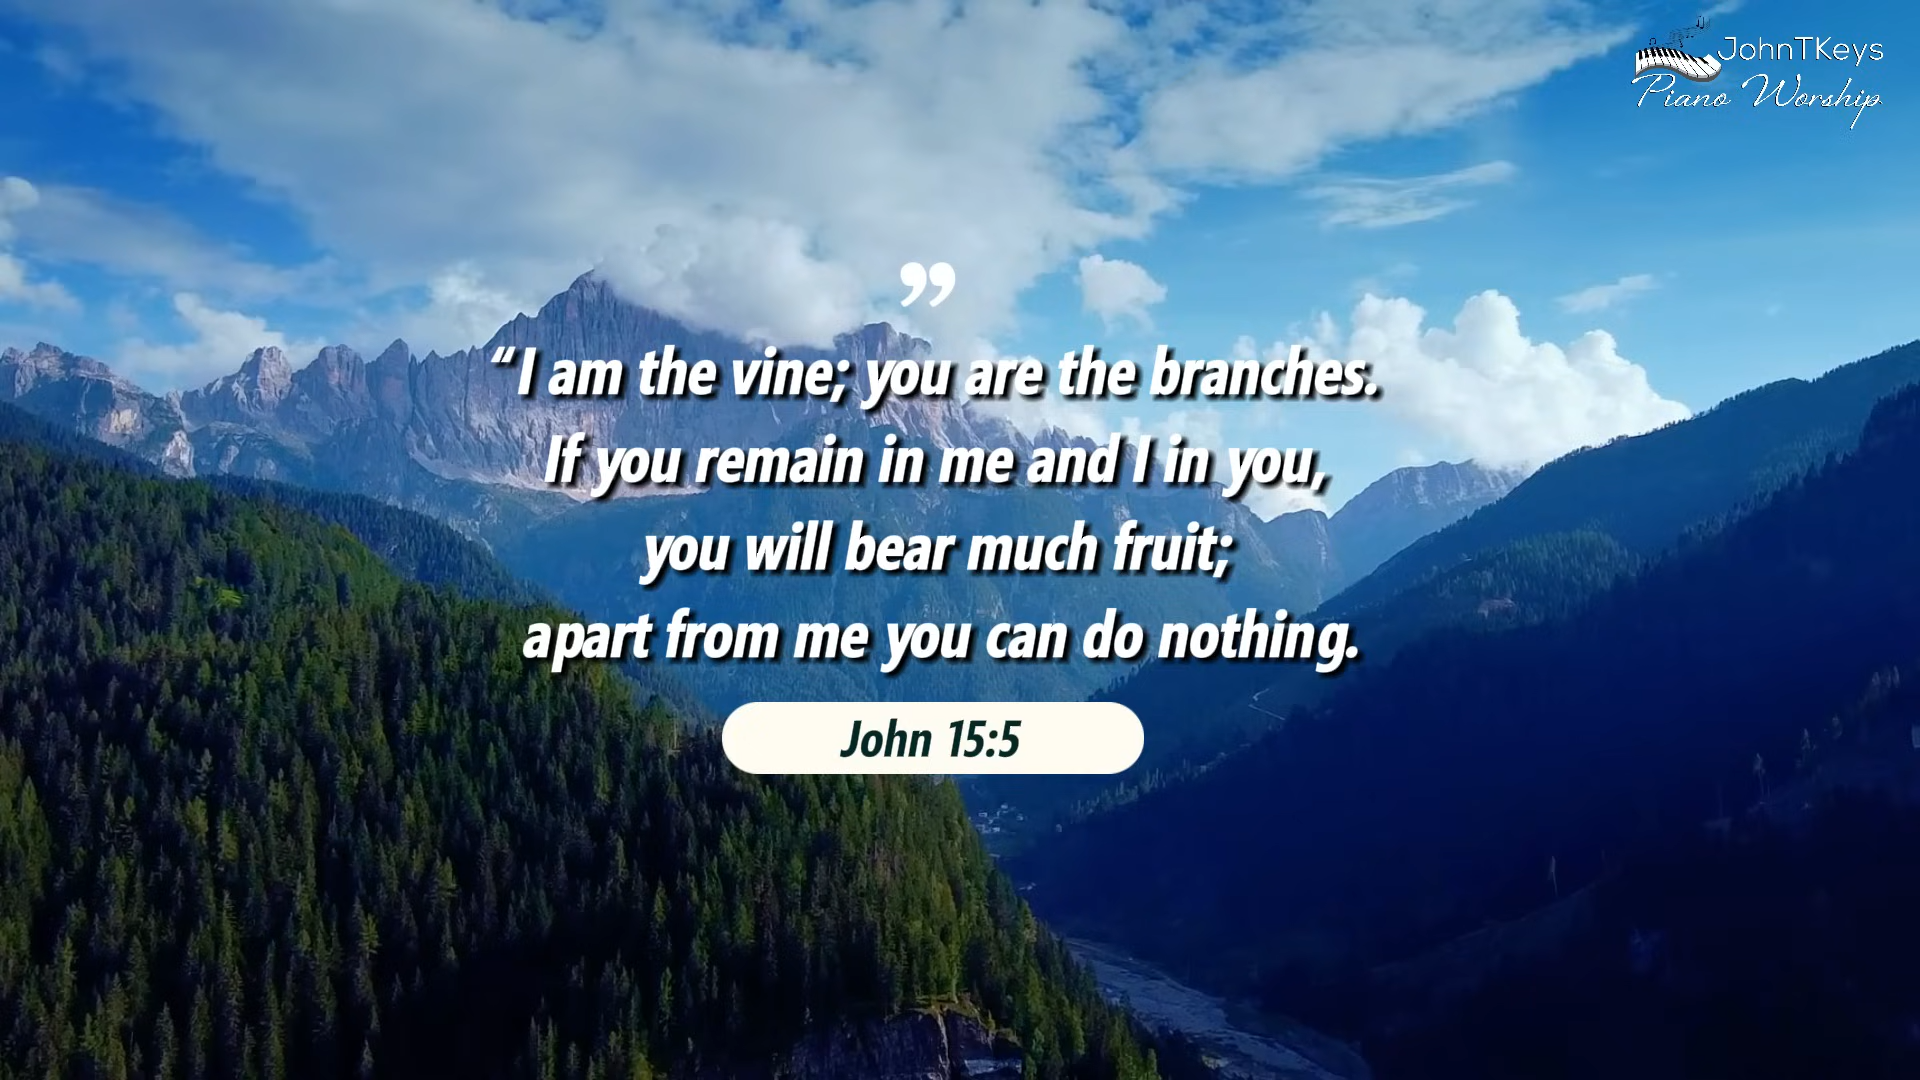 JohnTKeys
Piano Worship
”
“I am the vine; you are the branches.
If you remain in me and I in you,
you will bear much fruit;
apart from me you can do nothing.
John 15:5